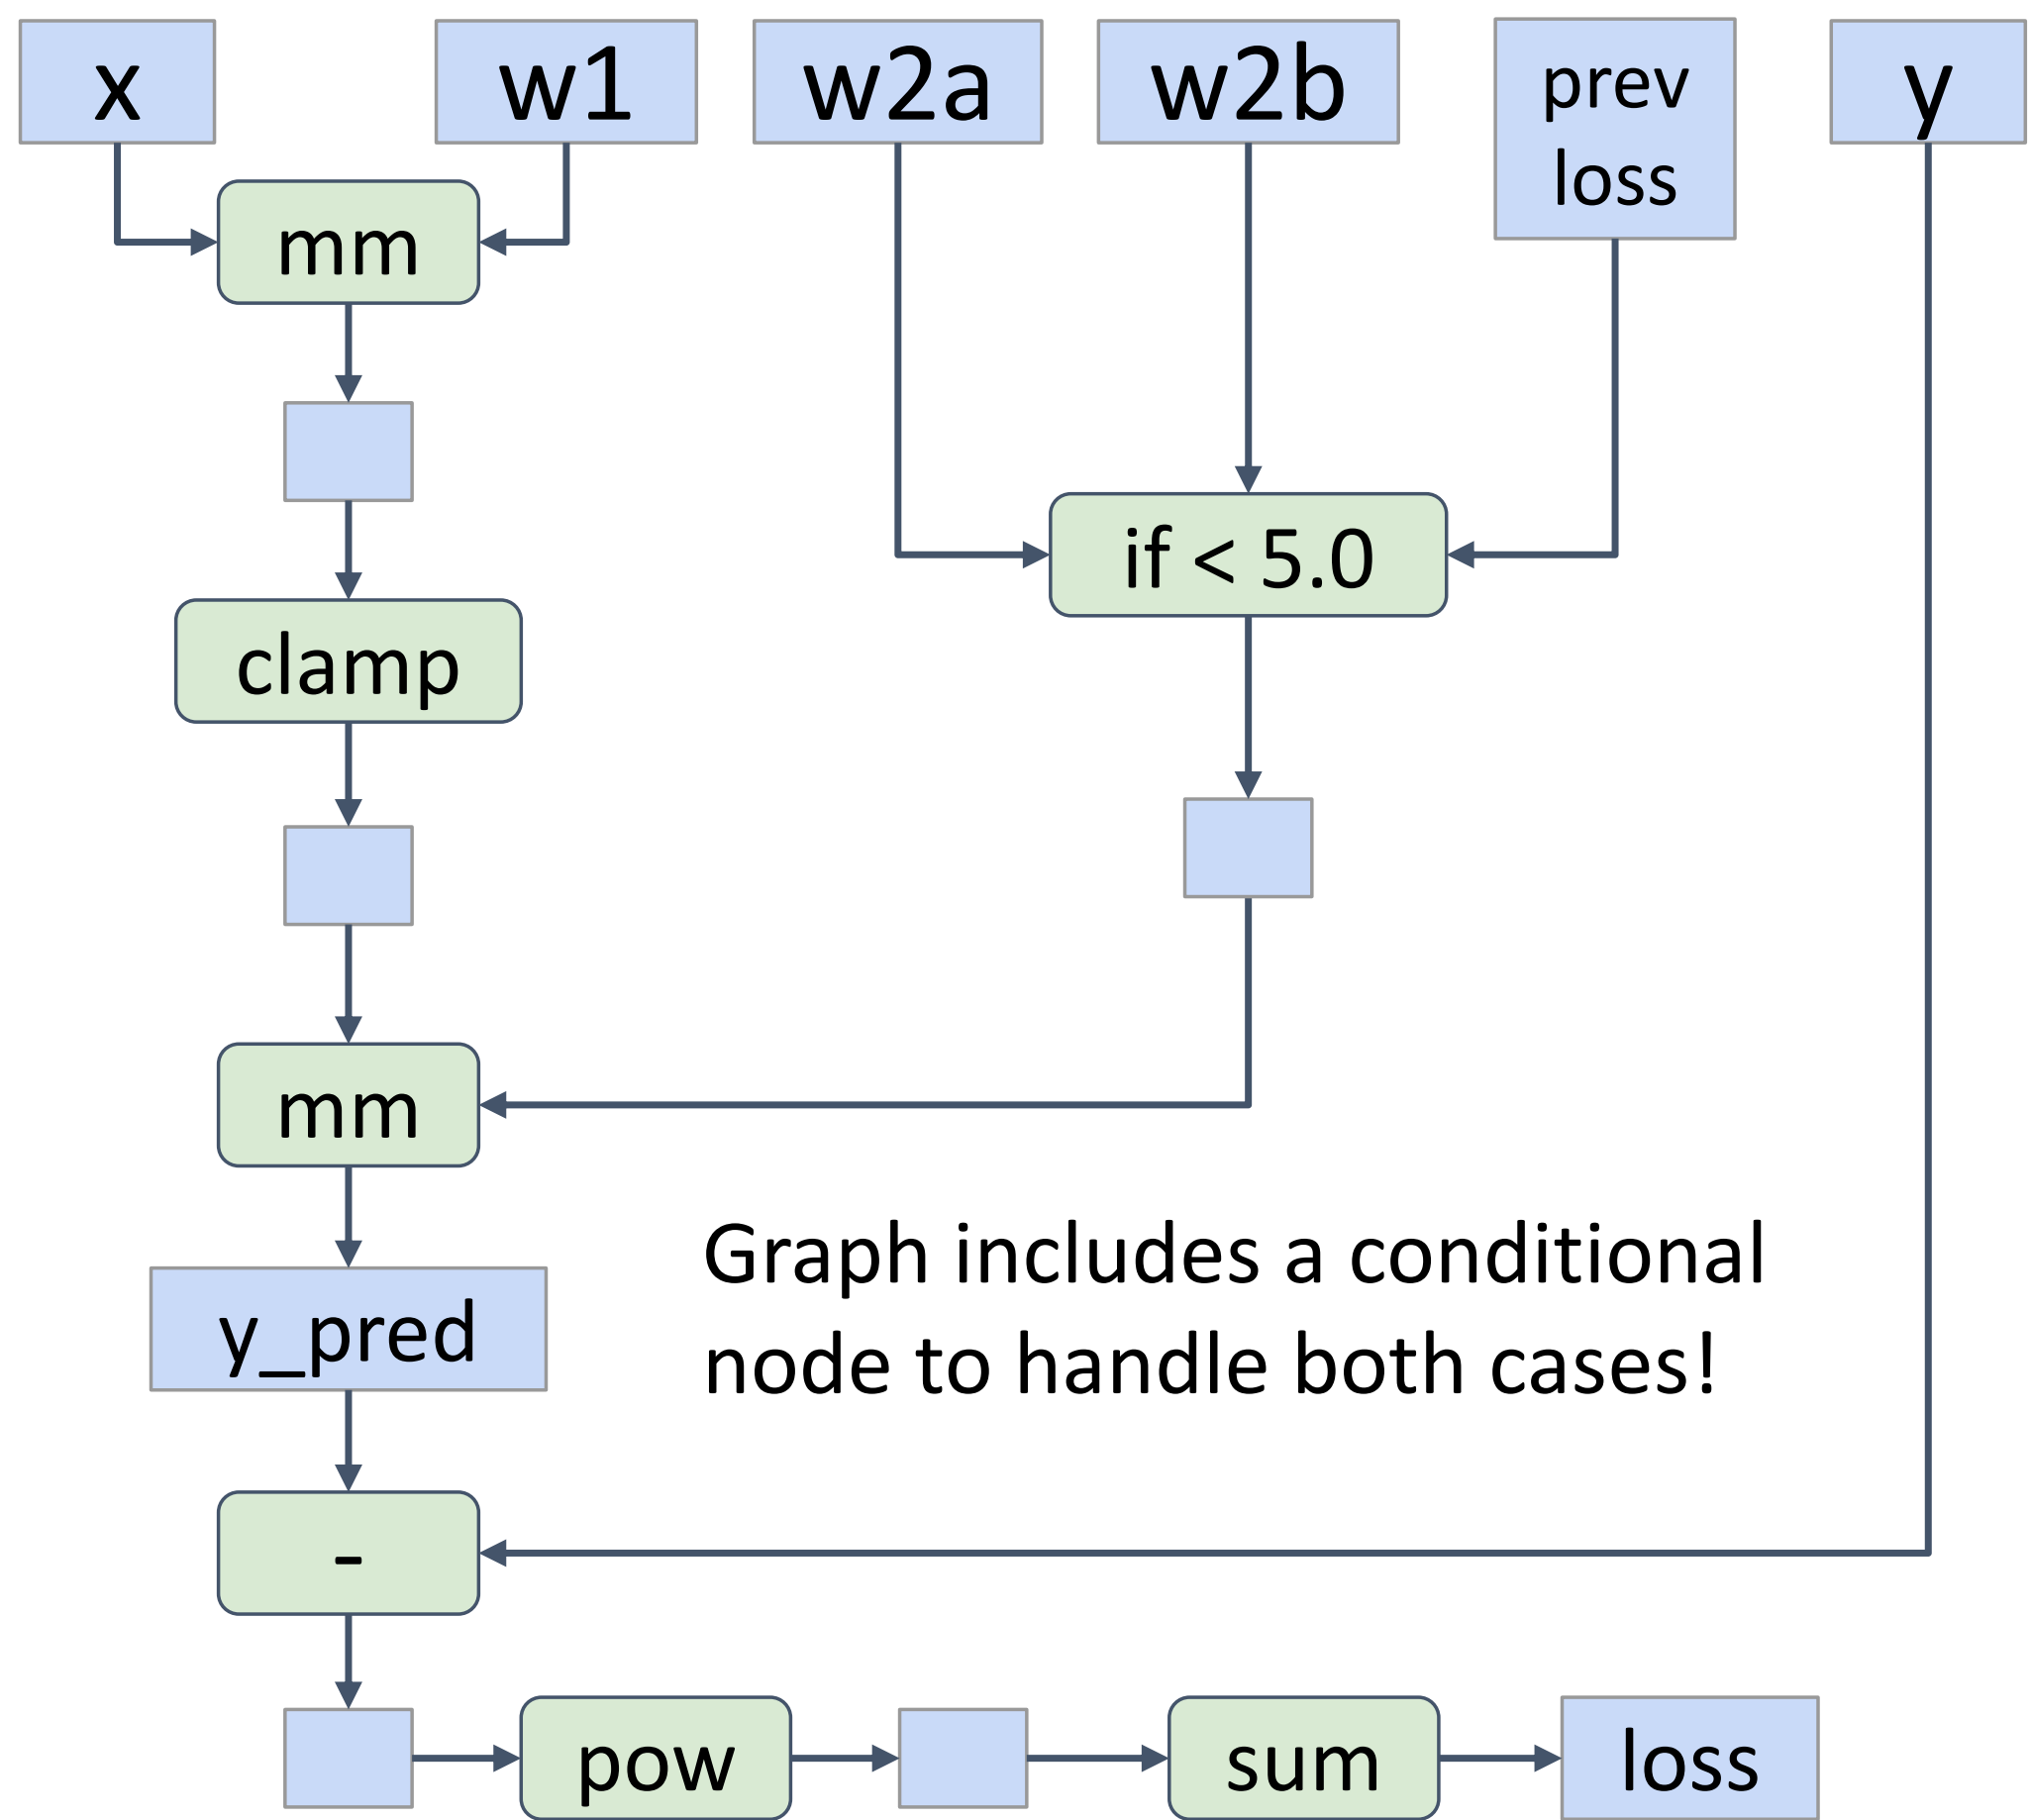 x
w1
w2a
w2b
prev
loss
y
mm
if < 5.0
clamp
mm
Graph includes a conditional
node to handle both cases!
y_pred
-
pow
sum
loss